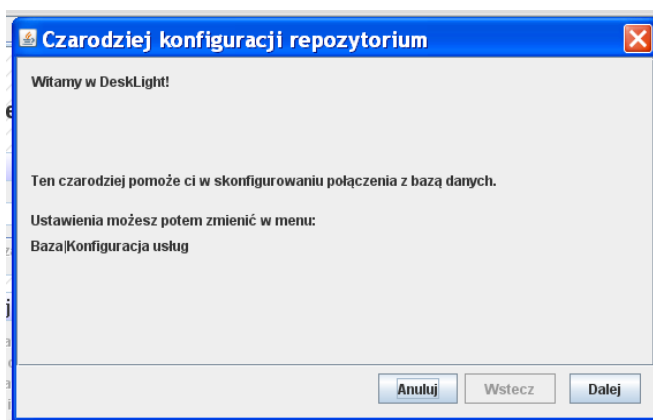 Czarodziej konfiguracji repozytorium
Witamy w DeskLight!
Ten czarodziej pomoże ci w skonfigurowaniu połączenia z bazą danych.
Ustawienia możesz potem zmienić w menu:
Baza|Konfiguracja usług
Anuluj Wstecz Dalej